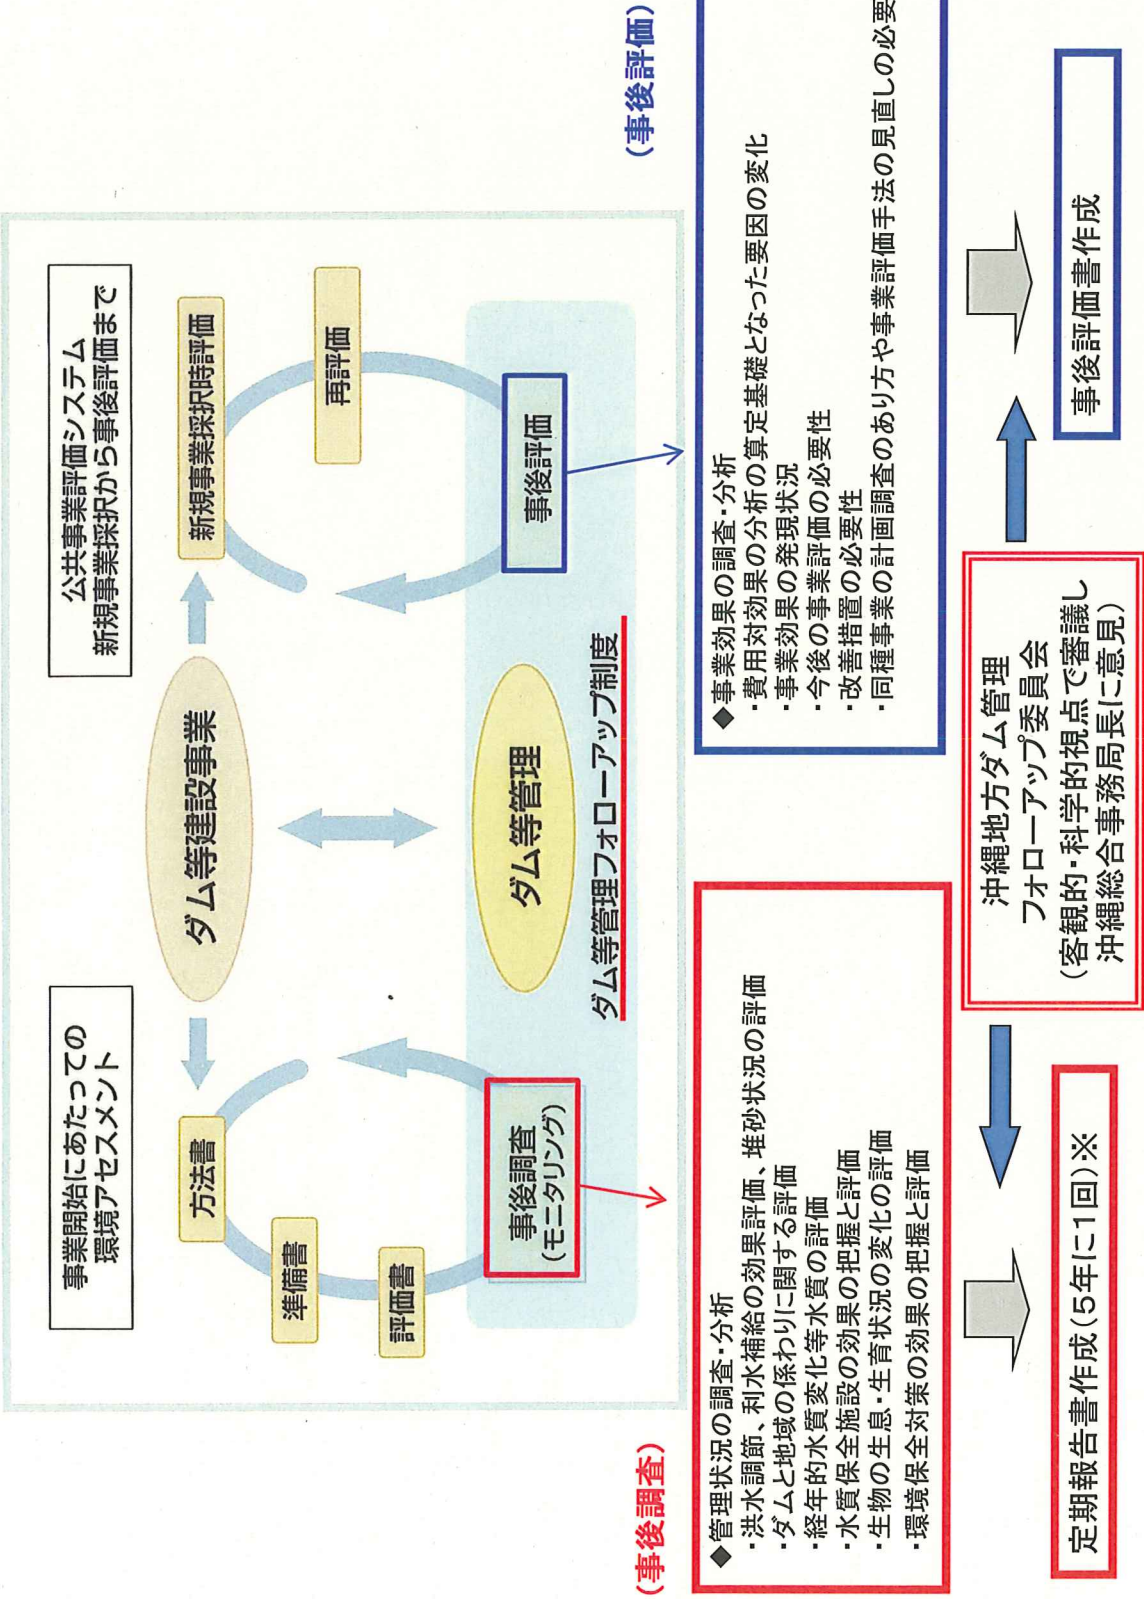 事業開始にあたっての
環境アセスメント
公共事業評価システム
新規事業採択から事後評価まで
方法書
準備書
評価書
事後調査
(モニタリング)
ダム等建設事業
新規事業採択時評価
再評価
事後評価
ダム等管理
ダム等管理フォローアップ制度
(事後調査)
◆管理状況の調査・分析
・洪水調節、利水補給の効果評価、堆砂状況の評価
・ダムと地域の係わりに関する評価
・経年的水質変化等水質の評価
・水質保全施設の効果の把握と評価
・生物の生息・生育状況の変化の評価
・環境保全対策の効果の把握と評価
(事後評価)
◆事業効果の調査・分析
・費用対効果の分析の算定基礎となった要因の変化
・事業効果の発現状況
・今後の事業評価の必要性
・改善措置の必要性
・同種事業の計画調査のあり方や事業評価手法の見直しの必要
沖縄地方ダム管理
フォローアップ委員会
(客観的・科学的視点で審議し
沖縄総合事務局長に意見)
定期報告書作成(5年に1回)※
事後評価書作成